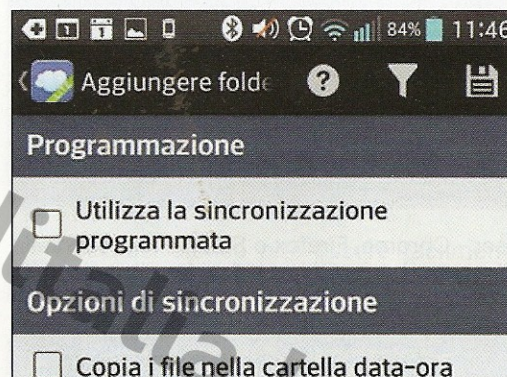 84% 11:46
Aggiungere folde
Programmazione
Utilizza la sincronizzazione
programmata
Opzioni di sincronizzazione
Copia i file nella cartella data-ora